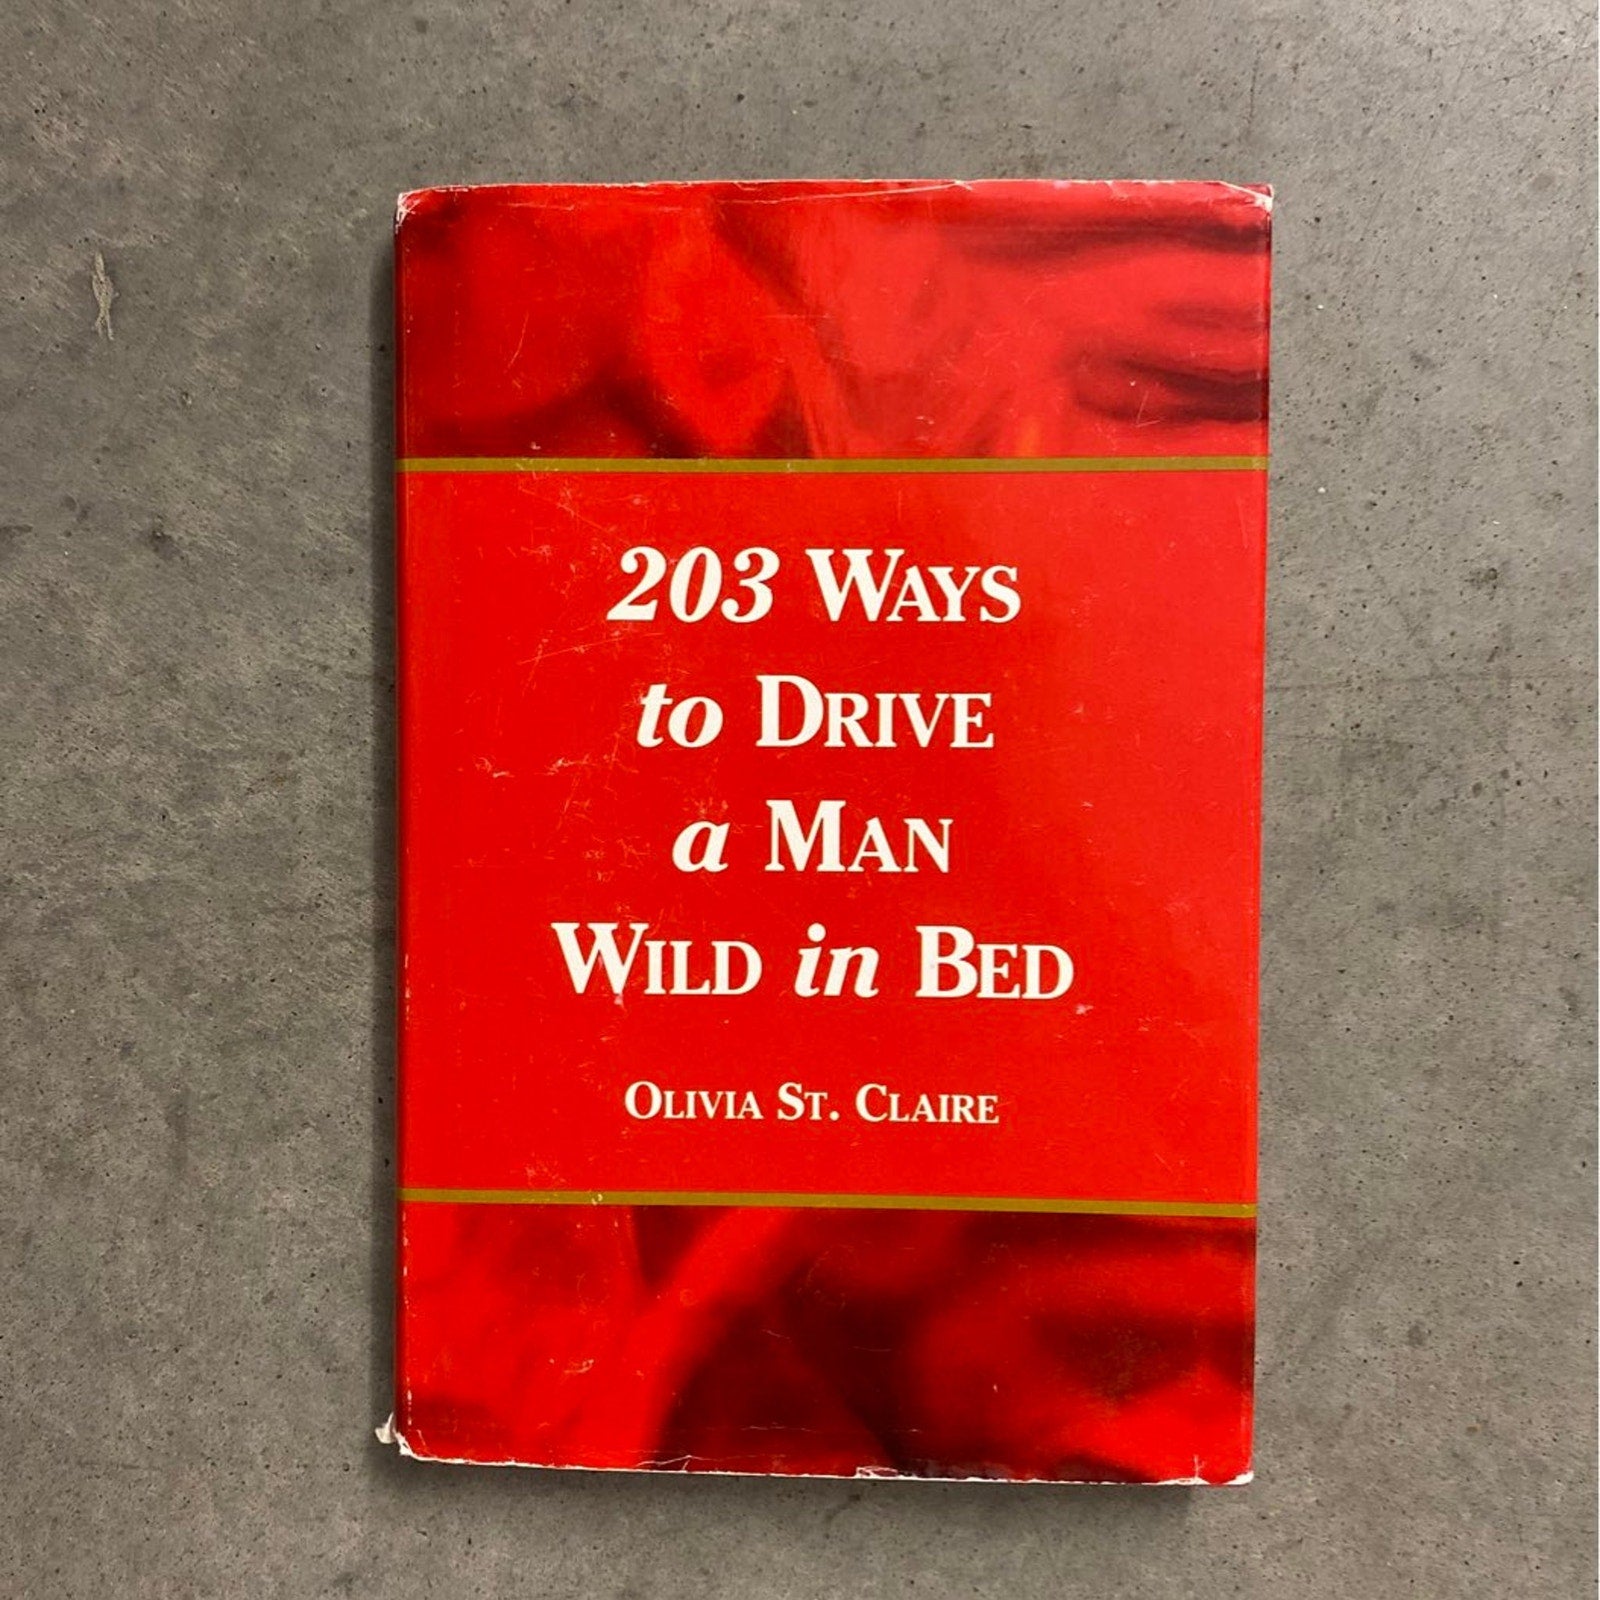 203 WAYS
to DRIVE
a MAN
WILD in BED
OLIVIA ST. CLAIRE